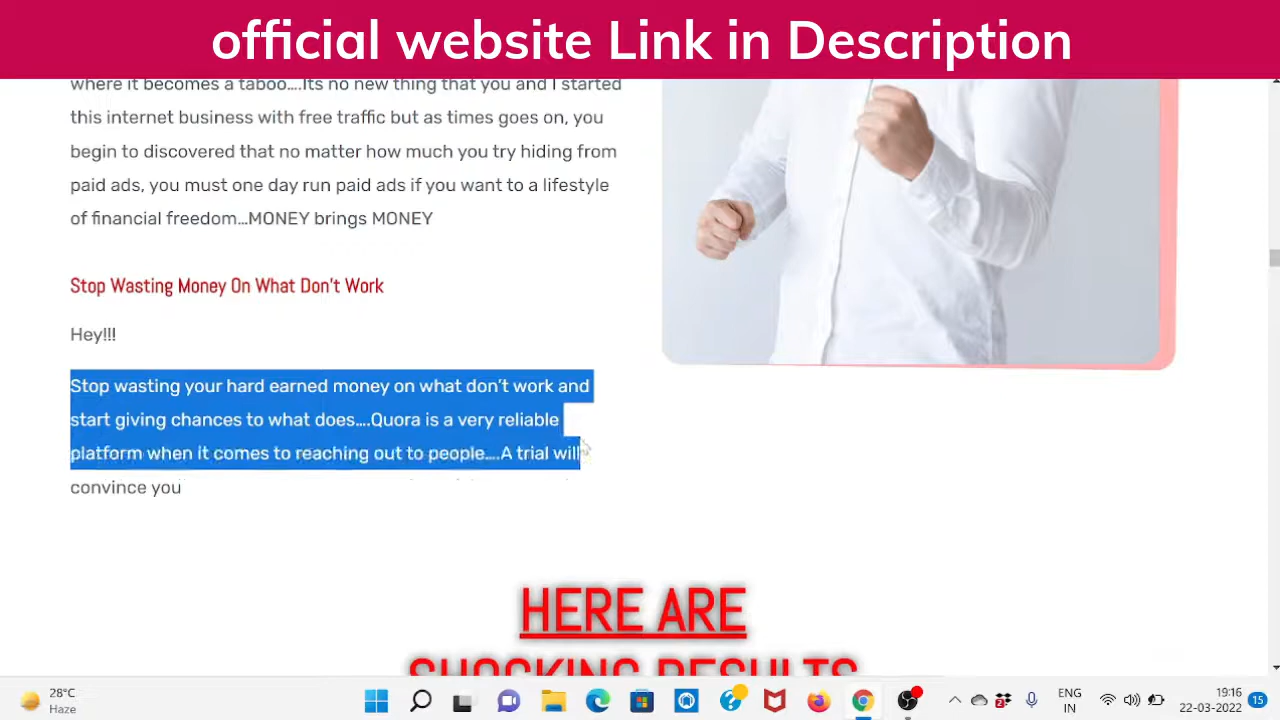 official website Link in Description
where it becomes a taboo....Its no new thing that you and I started
this internet business with free traffic but as times goes on, you
begin to discovered that no matter how much you try hiding from
paid ads, you must one day run paid ads if you want to a lifestyle
of financial freedom...MONEY brings MONEY
Stop Wasting Money On What Don't Work
Hey!!!
Stop wasting your hard earned money on what don't work and
start giving chances to what does....Quora is a very reliable
platform when it comes to reaching out to people....A trial will
convince you
HERE ARE
SHOCKING RESULTS
28°C
Haze
ENG
IN
19:16
22-03-2022
15